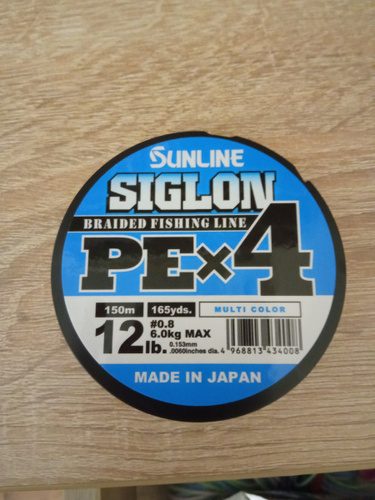 SUNLINE
SIGLON
BRAIDED FISHING LINE
PE×4
150m 165yds. MULTI COLOR
12lb. #0.8
6.0kg MAX
0.153mm
.0060inches dia.
4 968813 434008
MADE IN JAPAN